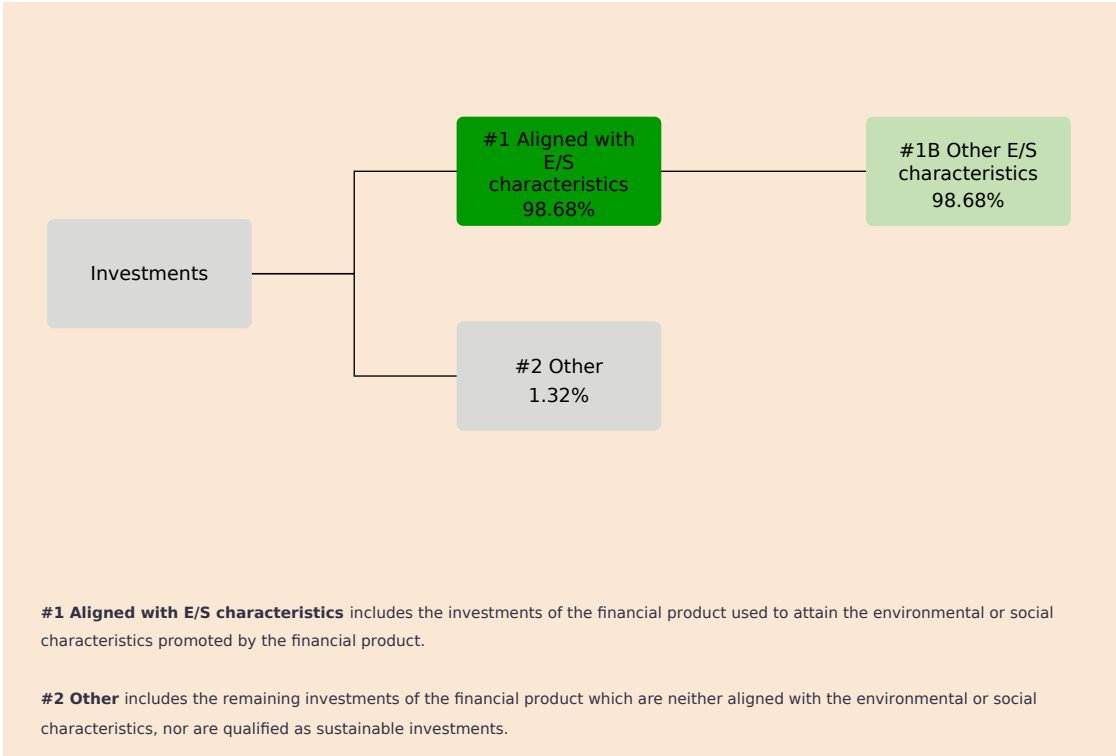 #1 Aligned with
E/S
characteristics
98.68%
#1B Other E/S
characteristics
98.68%
Investments
#2 Other
1.32%
#1 Aligned with E/S characteristics includes the investments of the financial product used to attain the environmental or social
characteristics promoted by the financial product.
#2 Other includes the remaining investments of the financial product which are neither aligned with the environmental or social
characteristics, nor are qualified as sustainable investments.